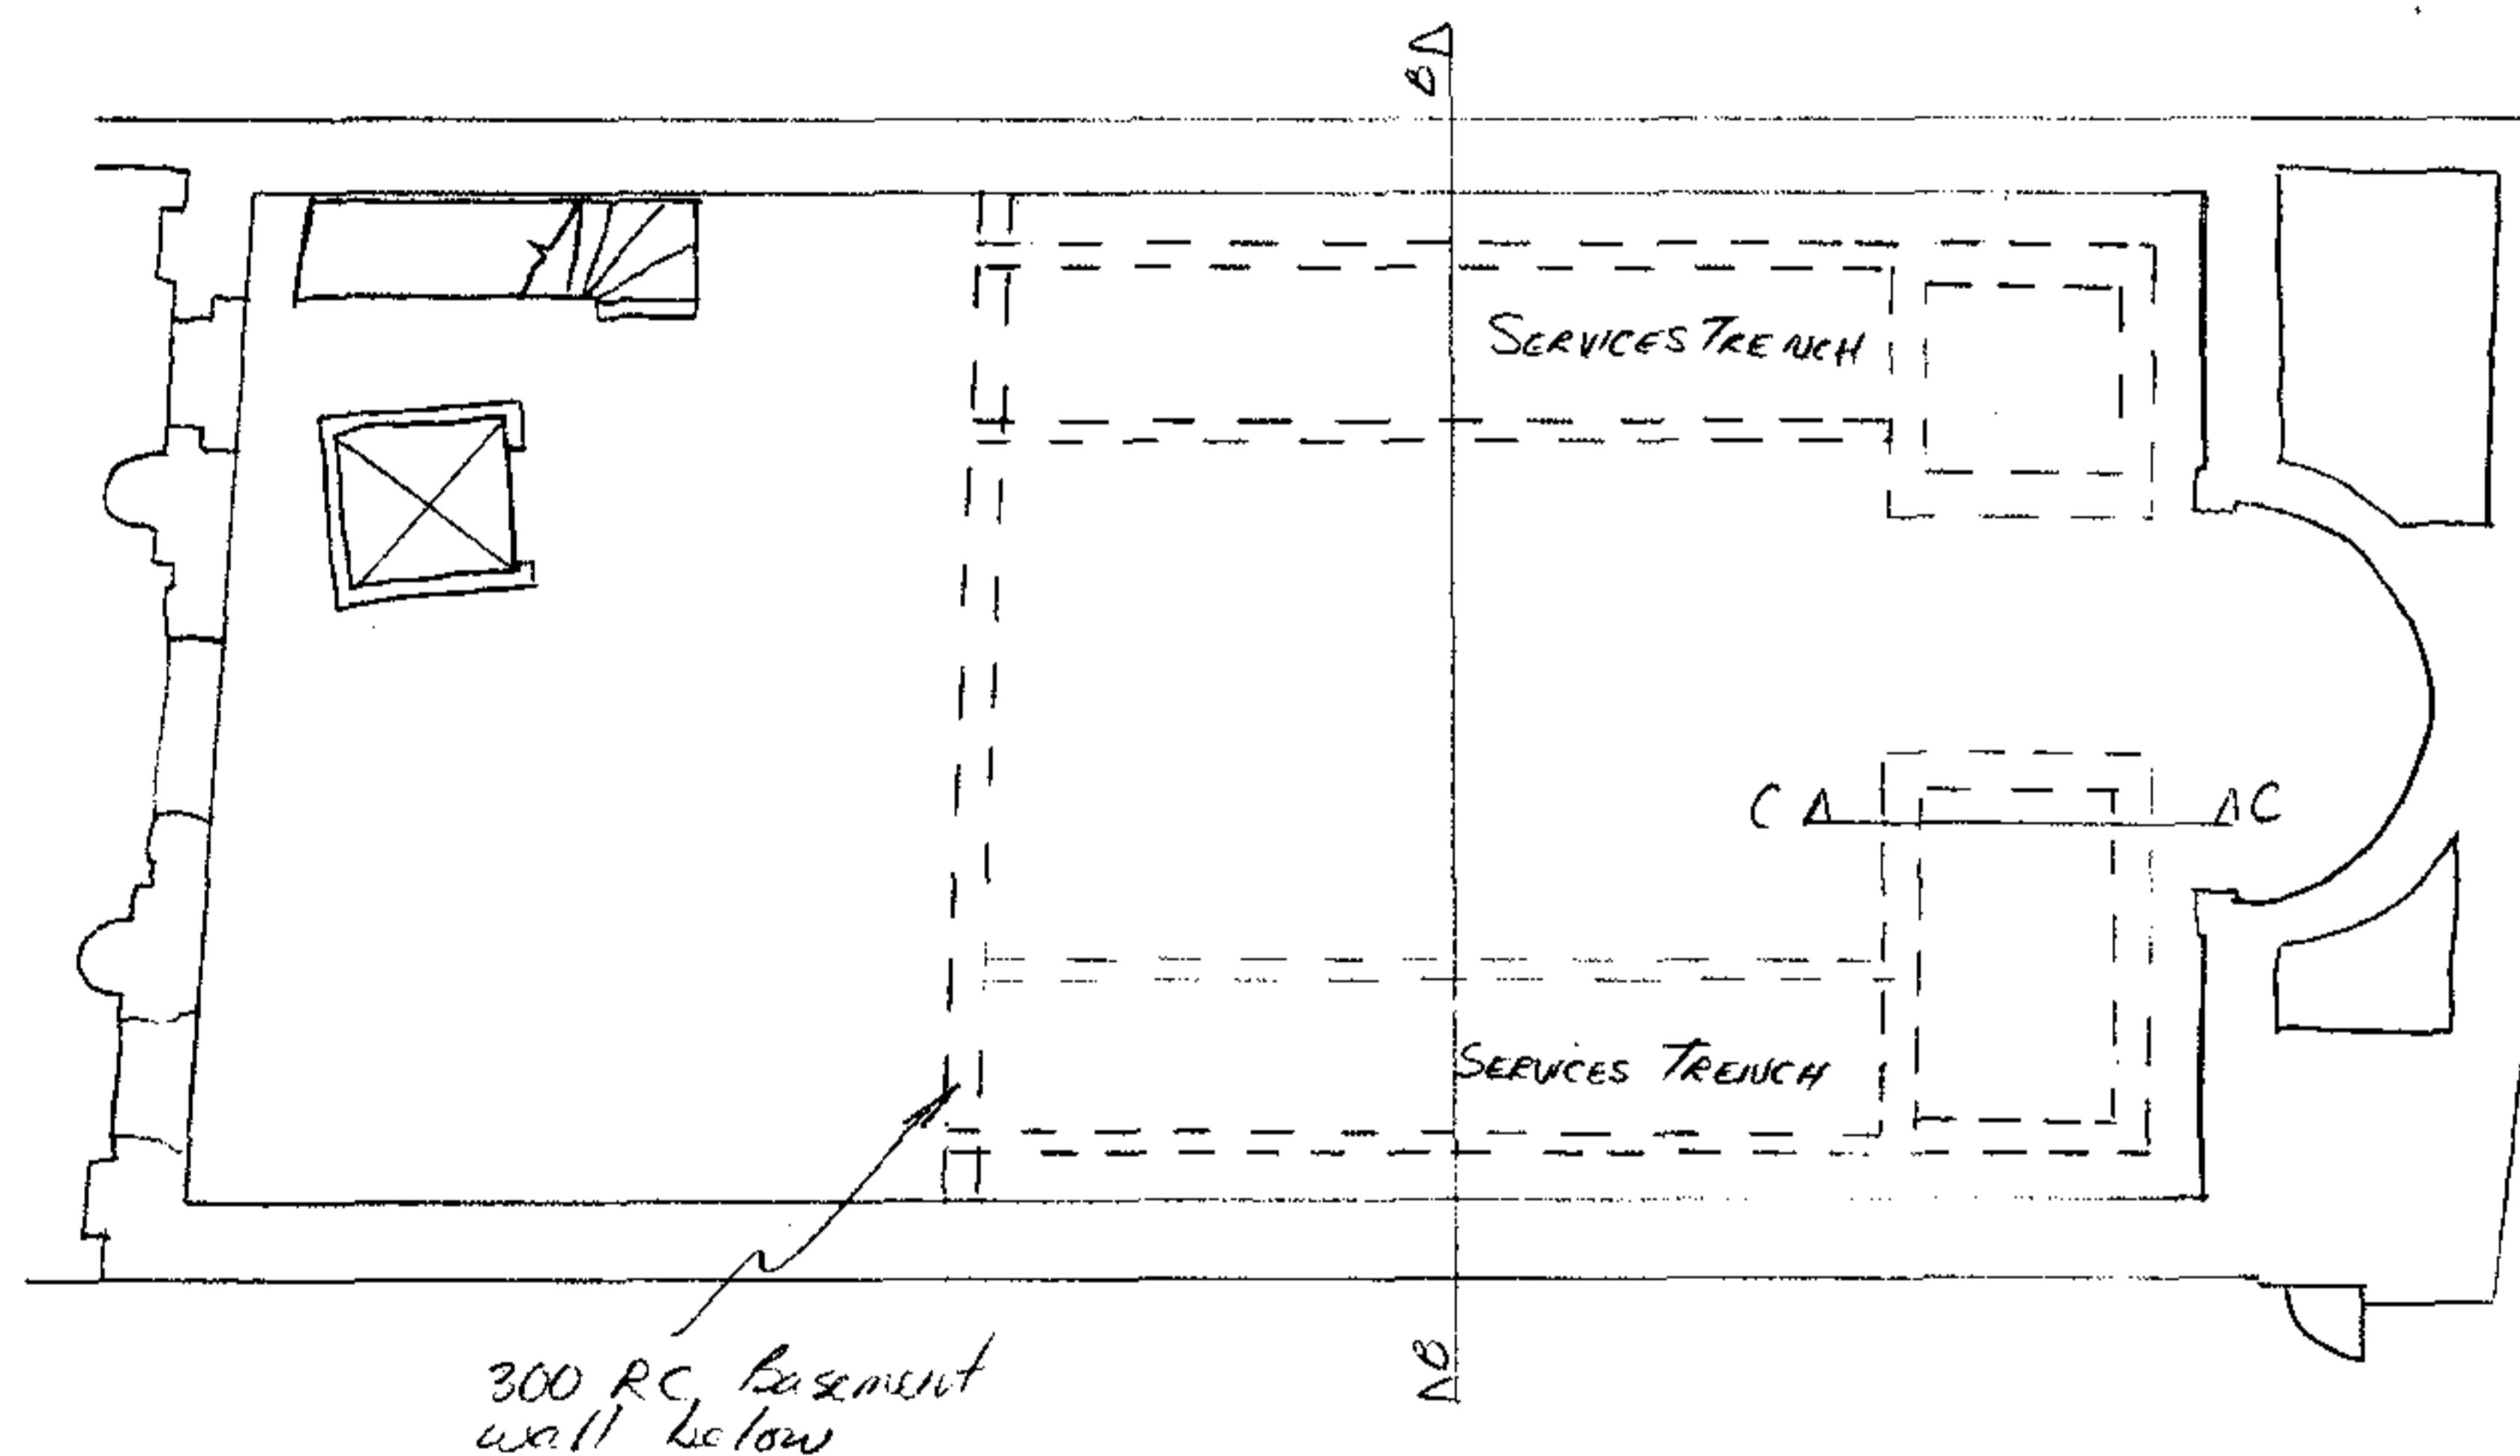 B
SERVICES TRENCH
C C
SERVICES TRENCH
B
300 RC Basement
wall below